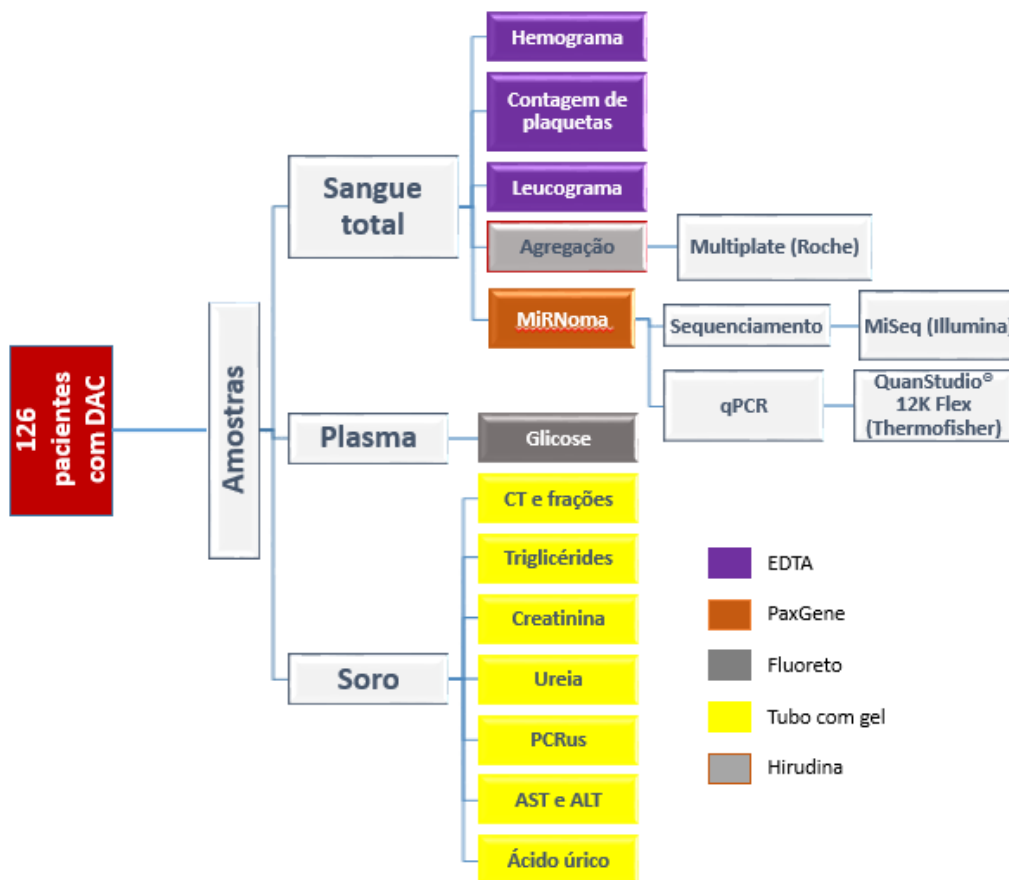 126
pacientes
com DAC
Amostras
Sangue
total
Hemograma
Contagem de
plaquetas
Leucograma
Agregação
Multiplate (Roche)
MiRNoma
Sequenciamento
MiSeq (Illumina)
qPCR
QuanStudio®
12K Flex
(Thermofisher)
Plasma
Glicose
Soro
CT e frações
Triglicérides
Creatinina
Ureia
PCRus
AST e ALT
Ácido úrico
EDTA
PaxGene
Fluoreto
Tubo com gel
Hirudina